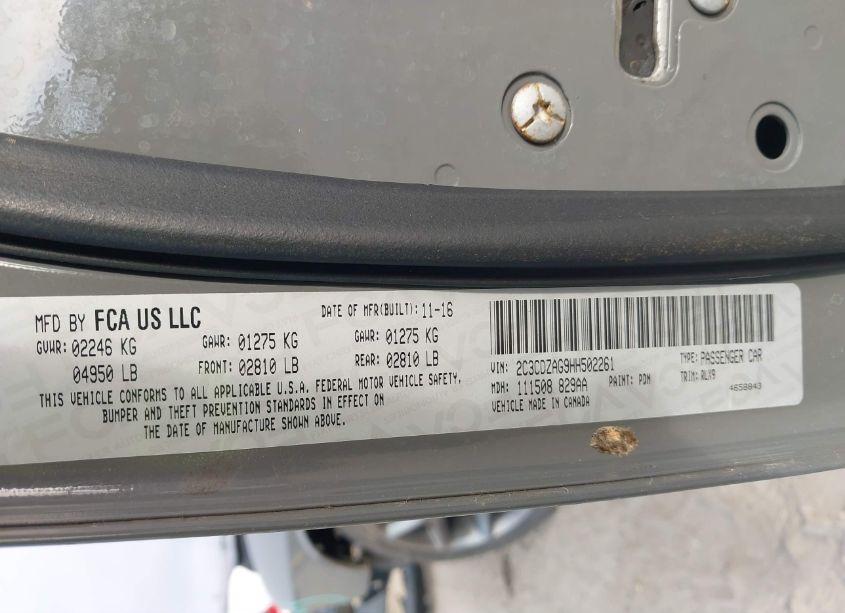 MFD BY FCA US LLC
DATE OF MFR(BUILT): 11-16
GVWR: 02246 KG
GAWR: 01275 KG
GAWR: 01275 KG
04950 LB
FRONT: 02810 LB
REAR: 02810 LB
THIS VEHICLE CONFORMS TO ALL APPLICABLE U.S.A. FEDERAL MOTOR VEHICLE SAFETY,
BUMPER AND THEFT PREVENTION STANDARDS IN EFFECT ON
THE DATE OF MANUFACTURE SHOWN ABOVE.
VIN: 2C3CDZAG9HH502261
TYPE: PASSENGER CAR
MDH: 111508 829AA
PAINT: PDN
TRIM: RLX9
VEHICLE MADE IN CANADA
4658843